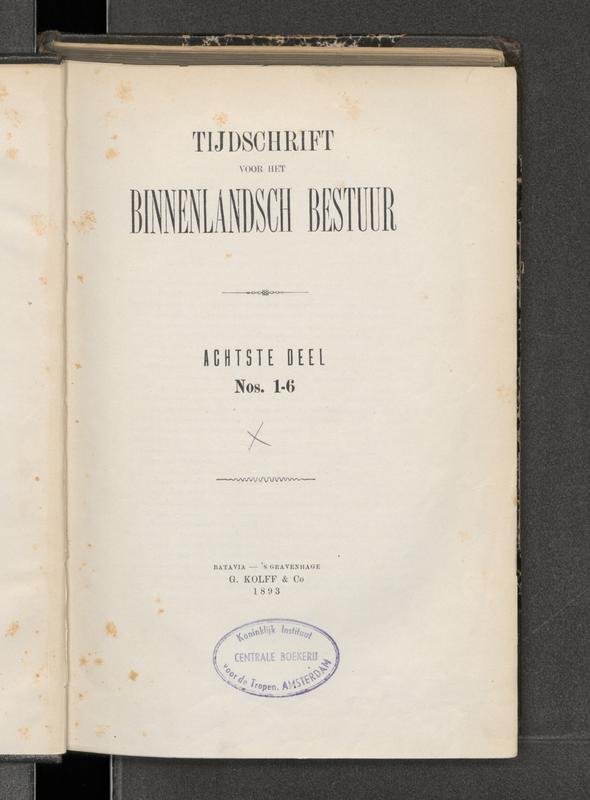 TIJDSCHRIFT
VOOR HET
BINNENLANDSCH BESTUUR
ACHTSTE DEEL
Nos. 1-6
BATAVIA — 'S GRAVENHAGE
G. KOLFF & Co
1893
Koninklijk Instituut
CENTRALE BOEKERIJ
voor de Tropen. AMSTERDAM